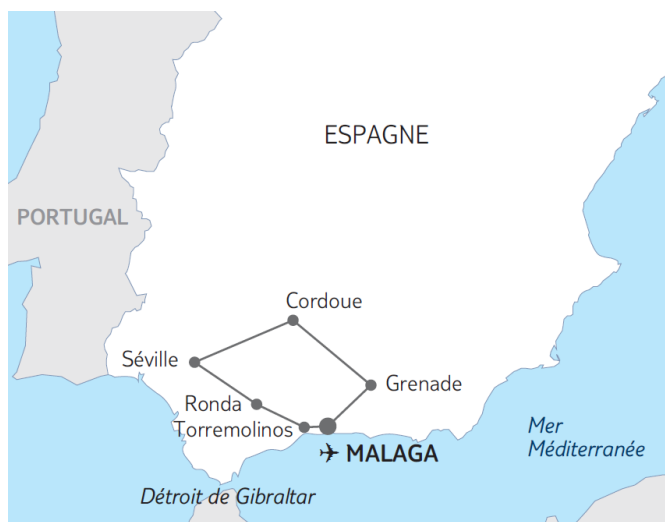 ESPAGNE
PORTUGAL
Cordoue
Séville
Grenade
Ronda
Torremolinos
Mer
Méditerranée
✈ MALAGA
Détroit de Gibraltar